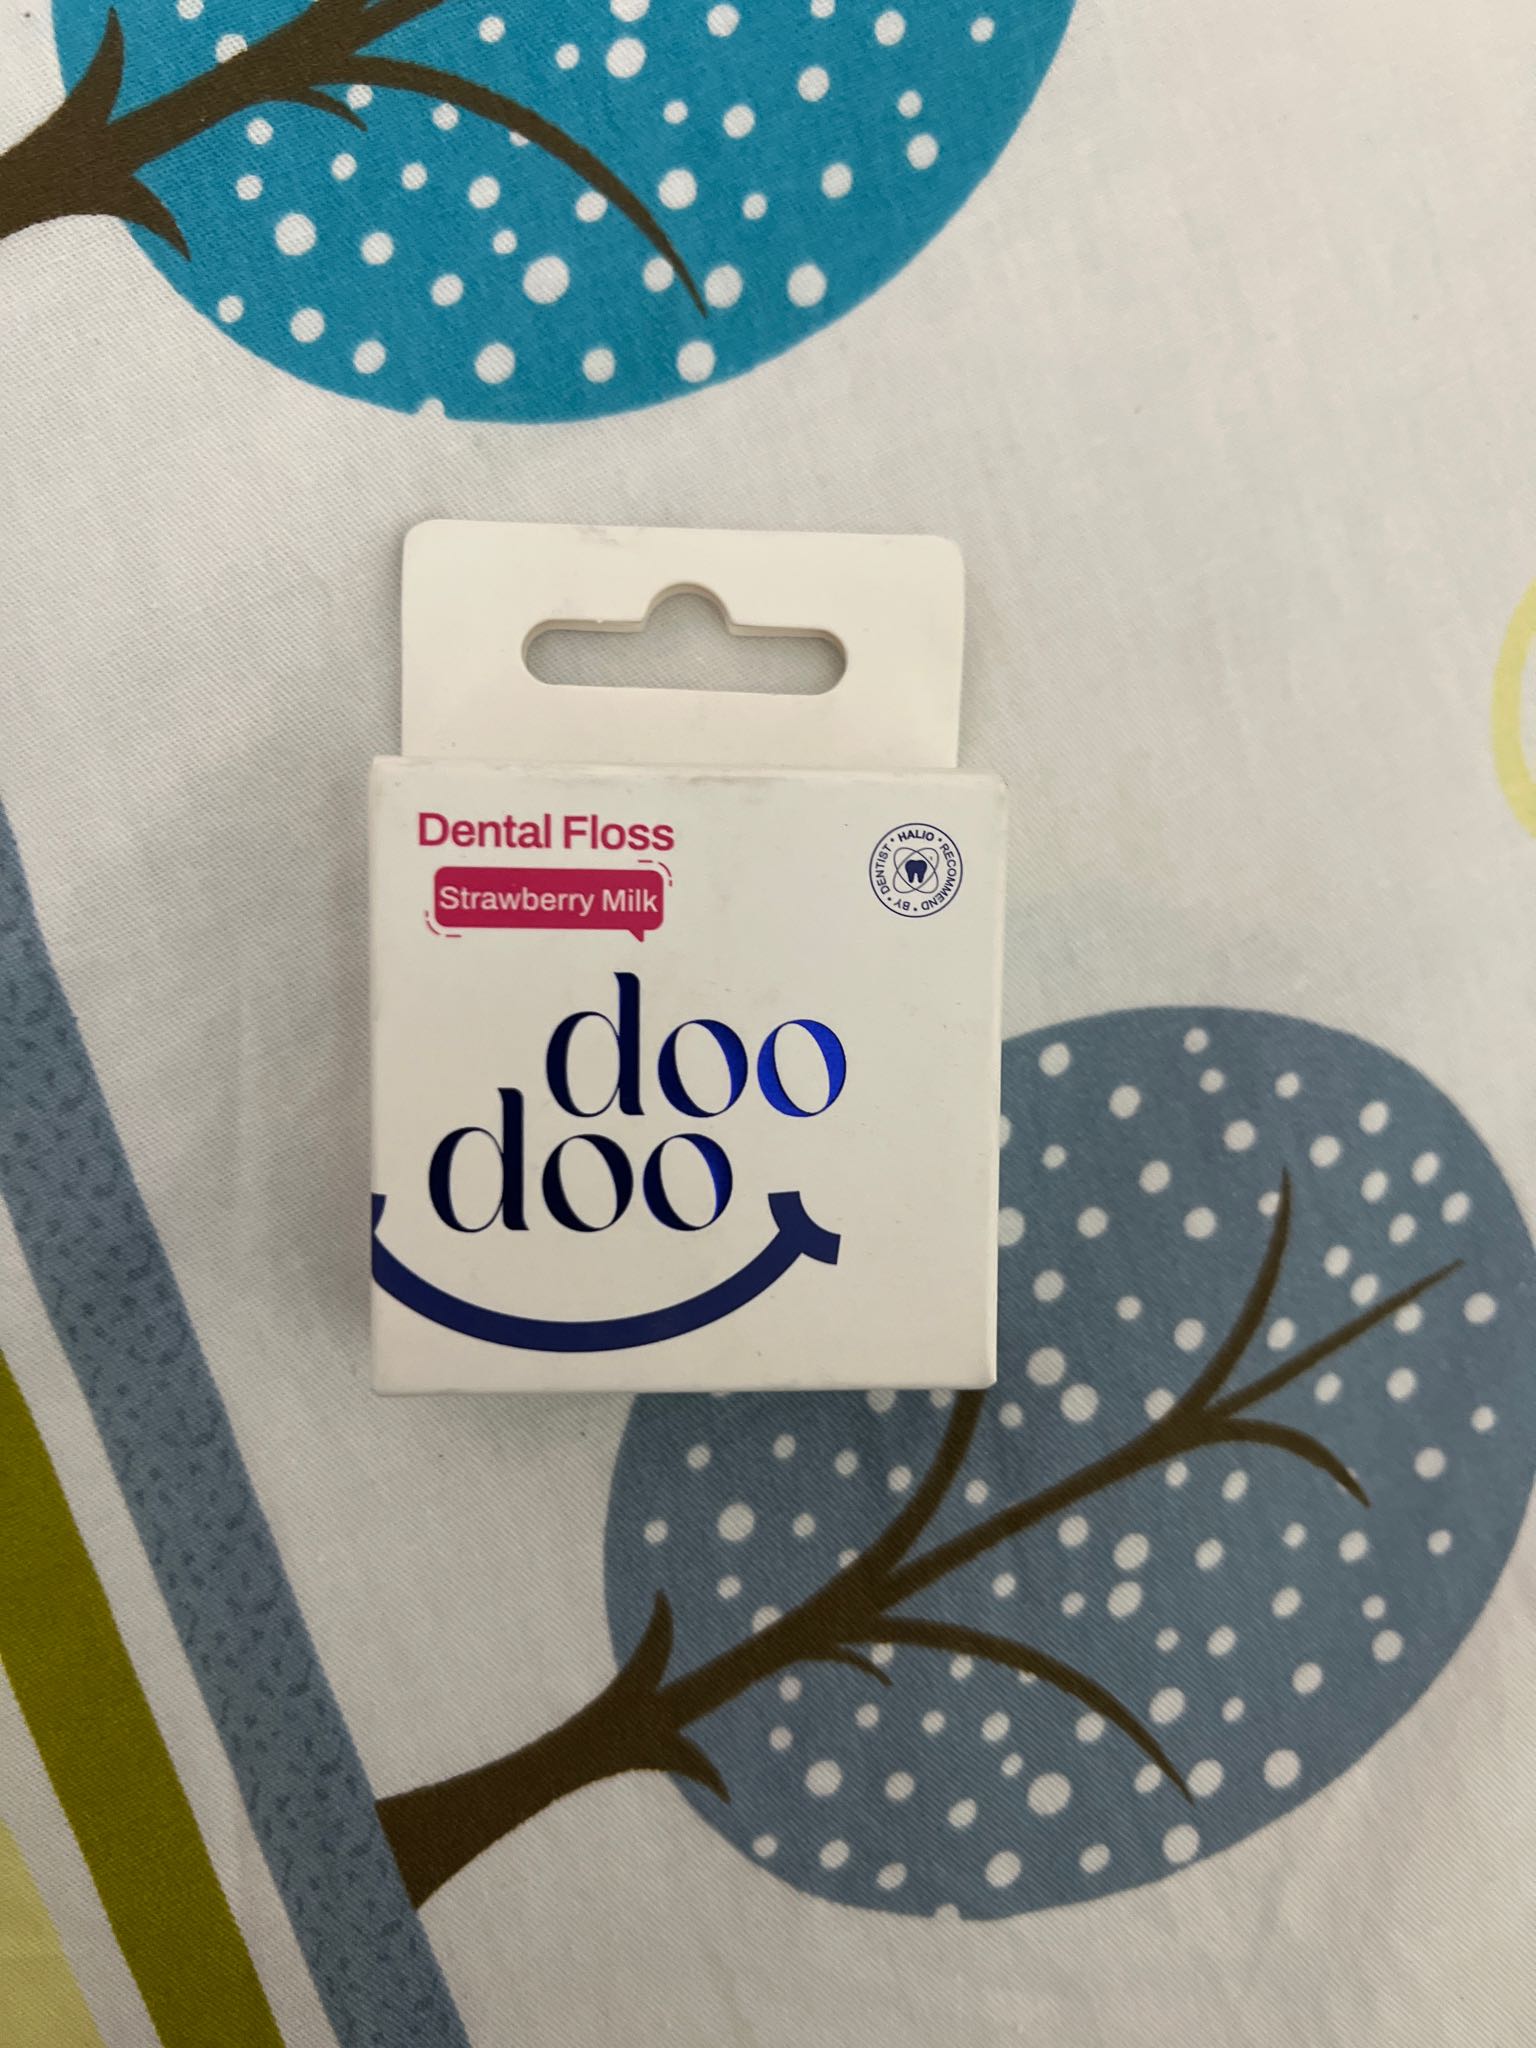 Dental Floss
Strawberry Milk
HALIO • RECOMMEND • BY • DENTIST •
doo
doo